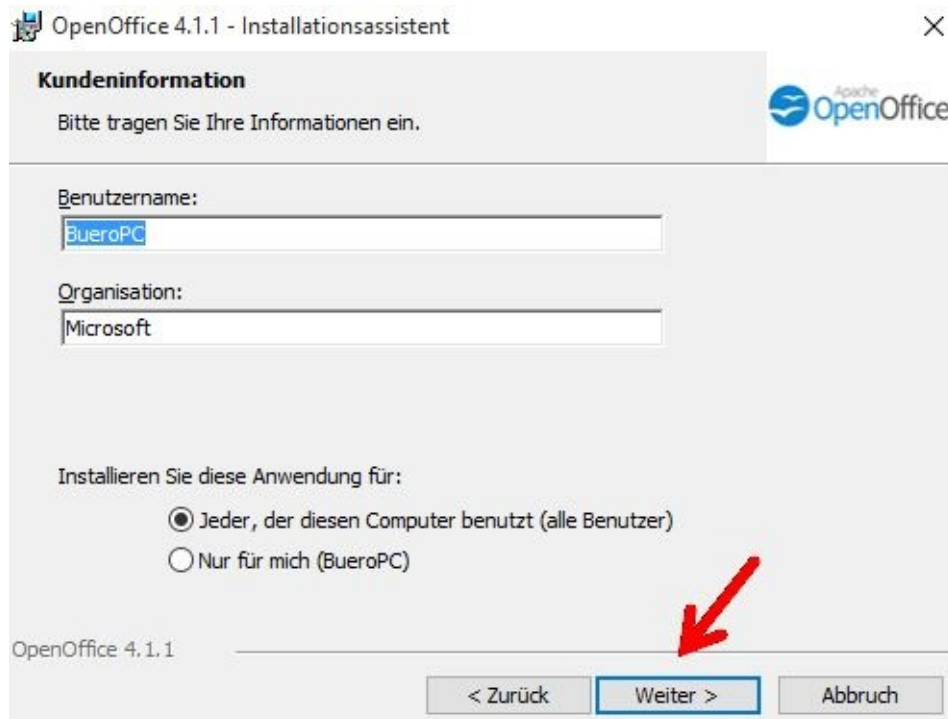 OpenOffice 4.1.1 - Installationsassistent
Kundeninformation
Bitte tragen Sie Ihre Informationen ein.
Apache
OpenOffice
Benutzername:
BueroPC
Organisation:
Microsoft
Installieren Sie diese Anwendung für:
Jeder, der diesen Computer benutzt (alle Benutzer)
Nur für mich (BueroPC)
OpenOffice 4.1.1
< Zurück Weiter > Abbruch